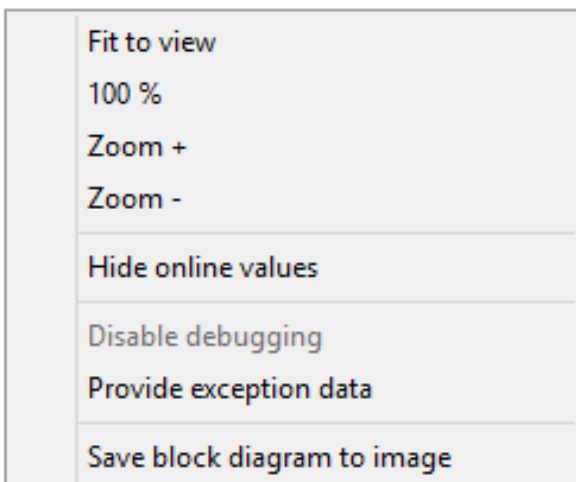 Fit to view
100 %
Zoom +
Zoom -
Hide online values
Disable debugging
Provide exception data
Save block diagram to image